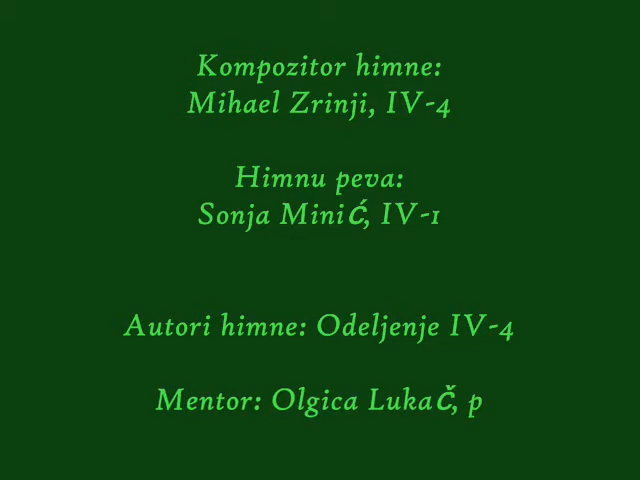 Kompozitor himne:
Mihael Zrinji, IV-4
Himnu peva:
Sonja Minić, IV-1
Autori himne: Odeljenje IV-4
Mentor: Olgica Lukač, p